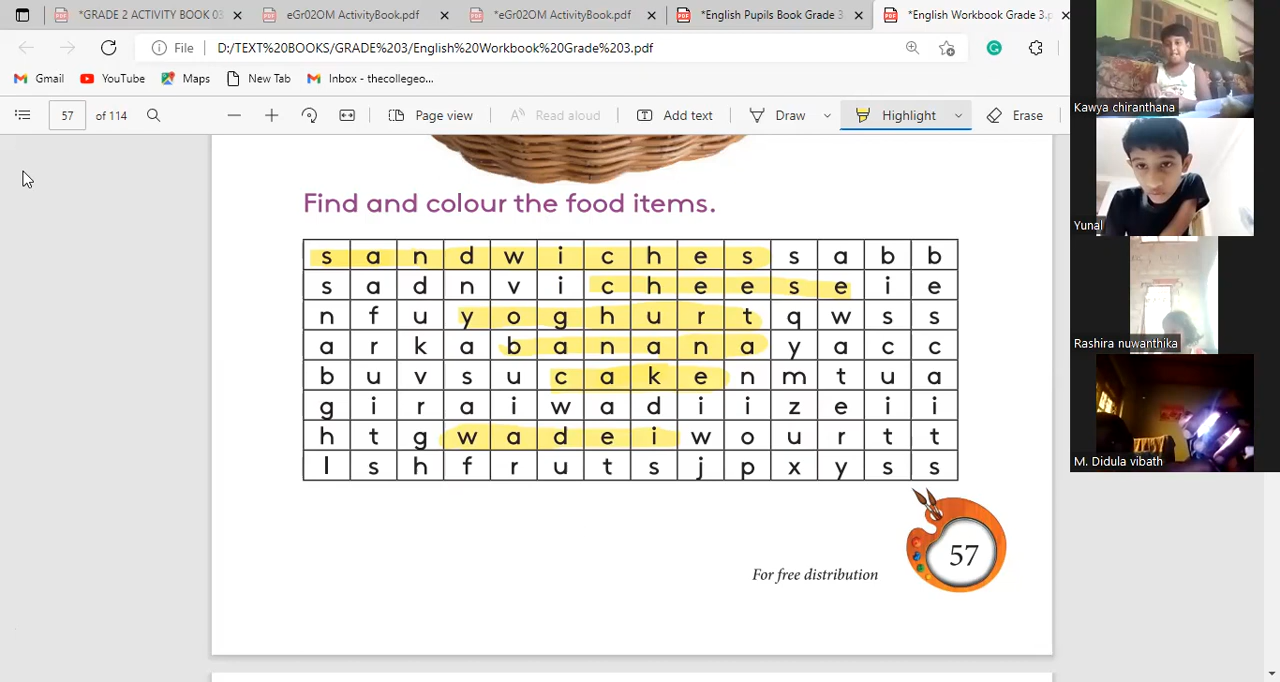 *GRADE 2 ACTIVITY BOOK 03
eGr02OM ActivityBook.pdf
*eGr02OM ActivityBook.pdf
*English Pupils Book Grade 3
*English Workbook Grade 3.p
File D:/TEXT%20BOOKS/GRADE%203/English%20Workbook%20Grade%203.pdf
Gmail YouTube Maps New Tab Inbox - thecollegeo...
57 of 114 Page view Read aloud Add text Draw Highlight Erase
Find and colour the food items.
s a n d w i c h e s s a b b
s a d n v i c h e e s e i e
n f u y o g h u r t q w s s
a r k a b a n a n a y a c c
b u v s u c a k e n m t u a
g i r a i w a d i i z e i i
h t g w a d e i w o u r t t
l s h f r u t s j p x y s s
57
For free distribution
Kawya chiranthana
Yunal
Rashira nuwanthika
M. Didula vibath